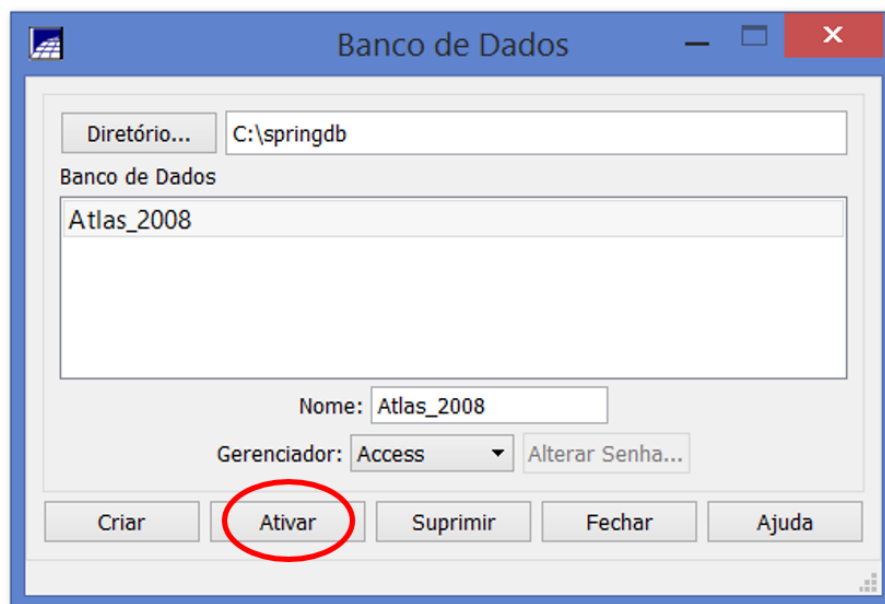 Banco de Dados
Diretório... C:\springdb
Banco de Dados
Atlas_2008
Nome: Atlas_2008
Gerenciador: Access Alterar Senha...
Criar Ativar Suprimir Fechar Ajuda